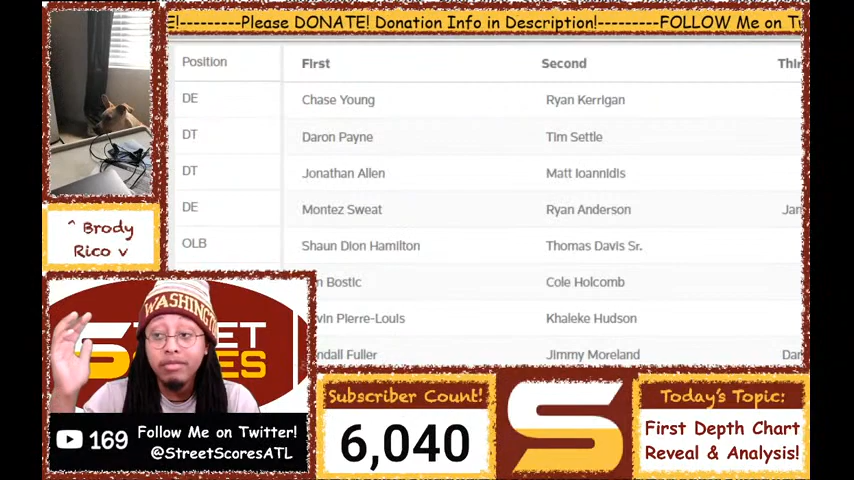 E!---------Please DONATE! Donation Info in Description!---------FOLLOW Me on T
Position First Second
DE Chase Young Ryan Kerrigan
DT Daron Payne Tim Settle
DT Jonathan Allen Matt Ioannidis
DE Montez Sweat Ryan Anderson
OLB Shaun Dion Hamilton Thomas Davis Sr.
Bostic Cole Holcomb
Pierre-Louis Khaleke Hudson
Fuller Jimmy Moreland
^ Brody
Rico v
WASHINGT
169 Follow Me on Twitter!
@StreetScoresATL
Subscriber Count!
6,040
Today's Topic:
First Depth Chart
Reveal & Analysis!